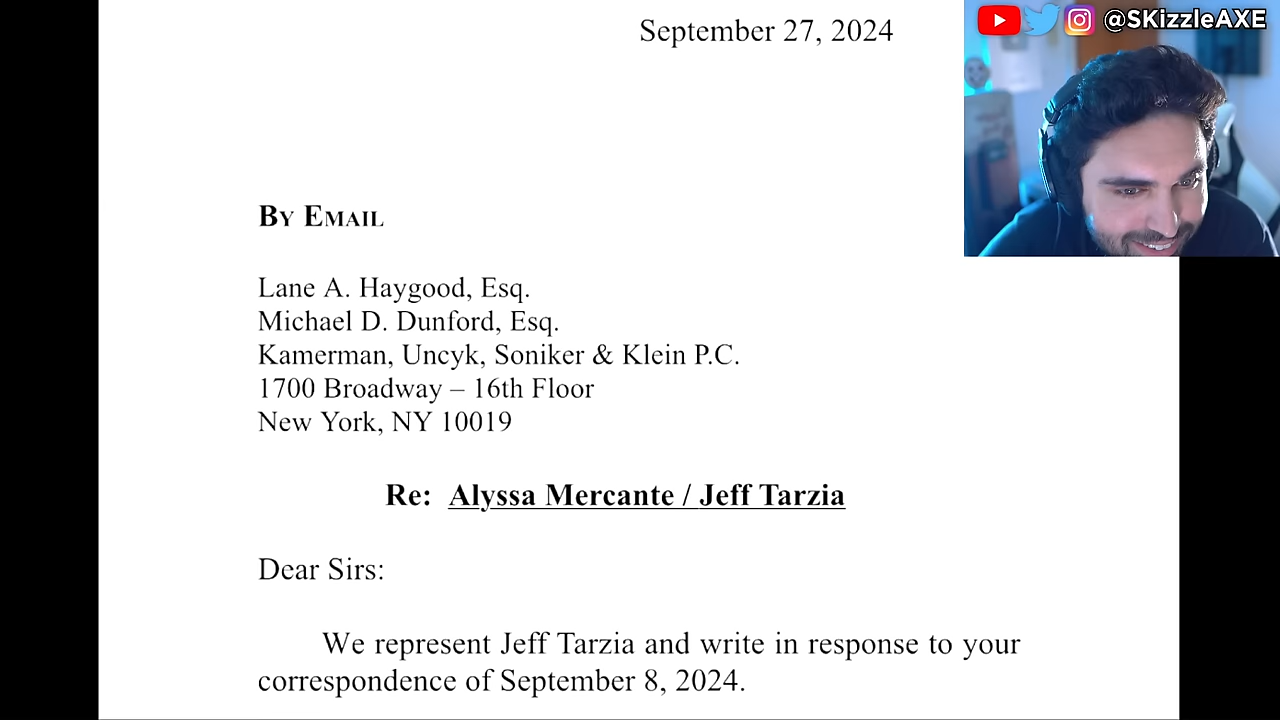 September 27, 2024
@SKizzleAXE
By Email
Lane A. Haygood, Esq.
Michael D. Dunford, Esq.
Kamerman, Uncyk, Soniker & Klein P.C.
1700 Broadway – 16th Floor
New York, NY 10019
Re: Alyssa Mercante / Jeff Tarzia
Dear Sirs:
We represent Jeff Tarzia and write in response to your
correspondence of September 8, 2024.